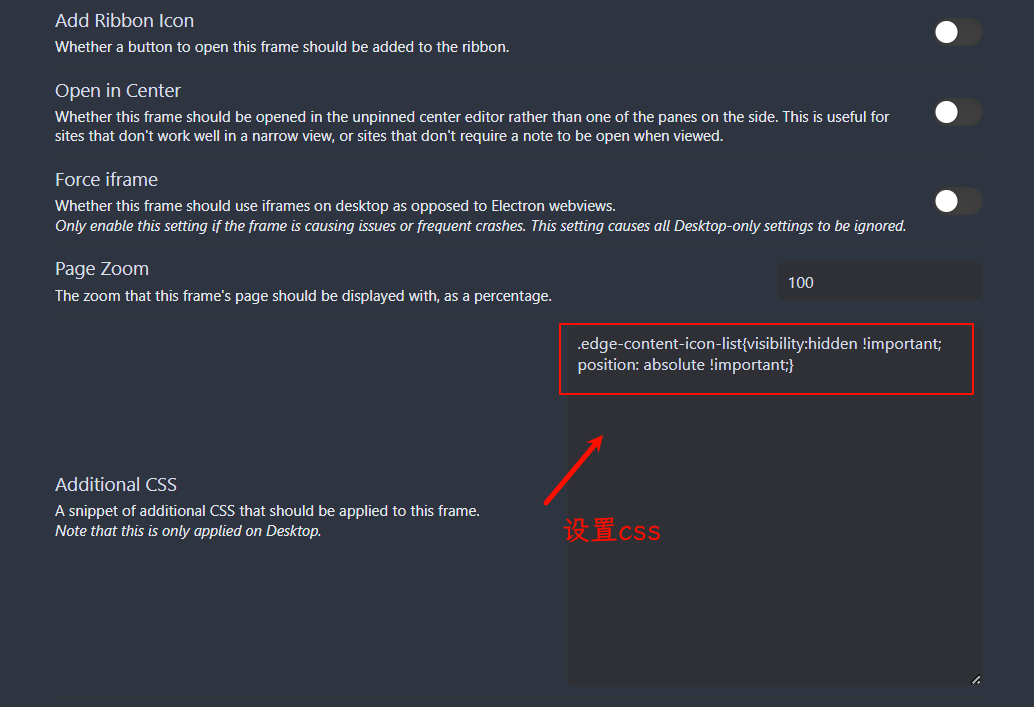 Add Ribbon Icon
Whether a button to open this frame should be added to the ribbon.
Open in Center
Whether this frame should be opened in the unpinned center editor rather than one of the panes on the side. This is useful for
sites that don't work well in a narrow view, or sites that don't require a note to be open when viewed.
Force iframe
Whether this frame should use iframes on desktop as opposed to Electron webviews.
Only enable this setting if the frame is causing issues or frequent crashes. This setting causes all Desktop-only settings to be ignored.
Page Zoom
The zoom that this frame's page should be displayed with, as a percentage.
100
.edge-content-icon-list{visibility:hidden !important;
position: absolute !important;}
Additional CSS
A snippet of additional CSS that should be applied to this frame.
Note that this is only applied on Desktop.
设置css